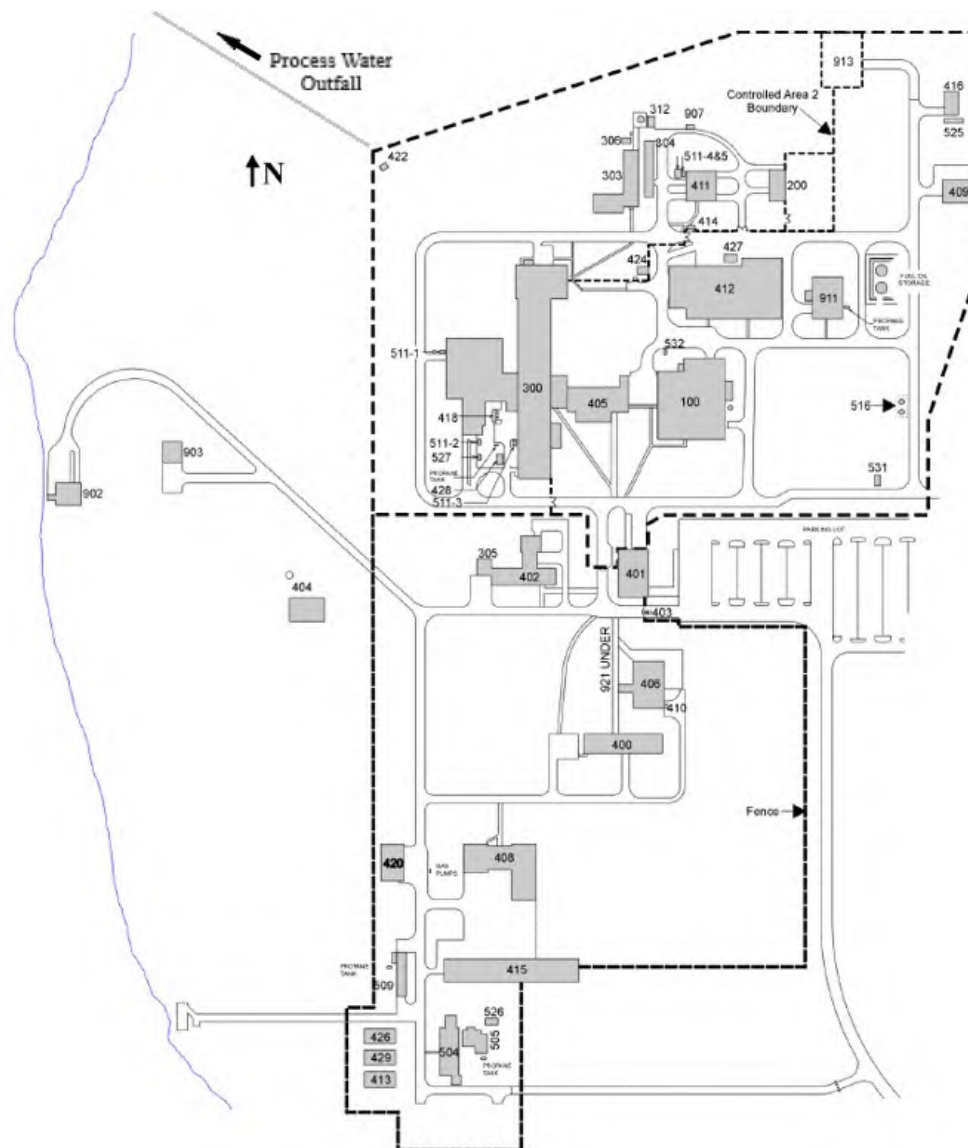 Process Water
Outfall
N
913
416
525
Controlled Area 2
Boundary
422
312
907
306
304
511-4&5
303
411
200
409
414
427
424
412
911
FUEL OIL
STORAGE
PROPANE
TANK
511-1
532
300
405
100
516
418
511-2
527
PROPANE
TANK
428
511-3
531
903
902
PARKING LOT
305
402
401
404
403
921 UNDER
406
410
400
Fence
420
GAS
PUMPS
408
PROPANE
TANK
509
415
526
505
504
PROPANE
TANK
426
429
413